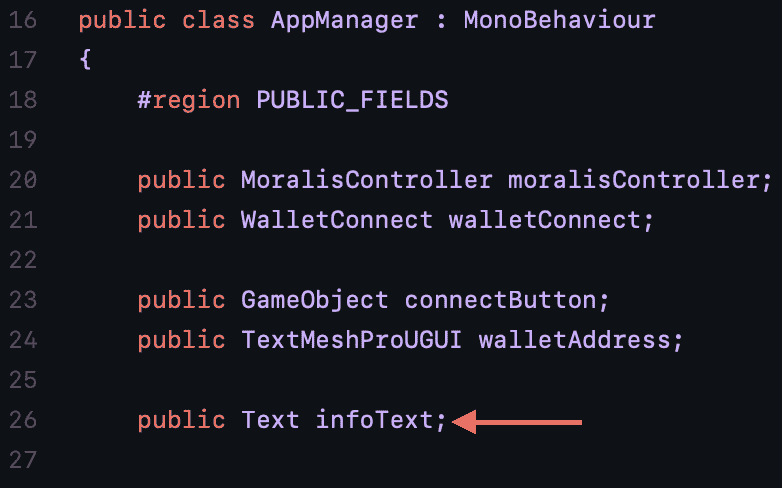 16 public class AppManager : MonoBehaviour
17 {
18 #region PUBLIC_FIELDS
19
20 public MoralisController moralisController;
21 public WalletConnect walletConnect;
22
23 public GameObject connectButton;
24 public TextMeshProUGUI walletAddress;
25
26 public Text infoText;
27